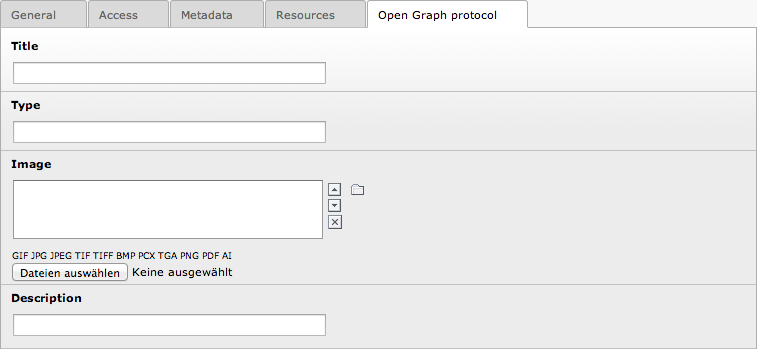 General Access Metadata Resources Open Graph protocol
Title
Type
Image
GIF JPG JPEG TIF TIFF BMP PCX TGA PNG PDF AI
Dateien auswählen Keine ausgewählt
Description